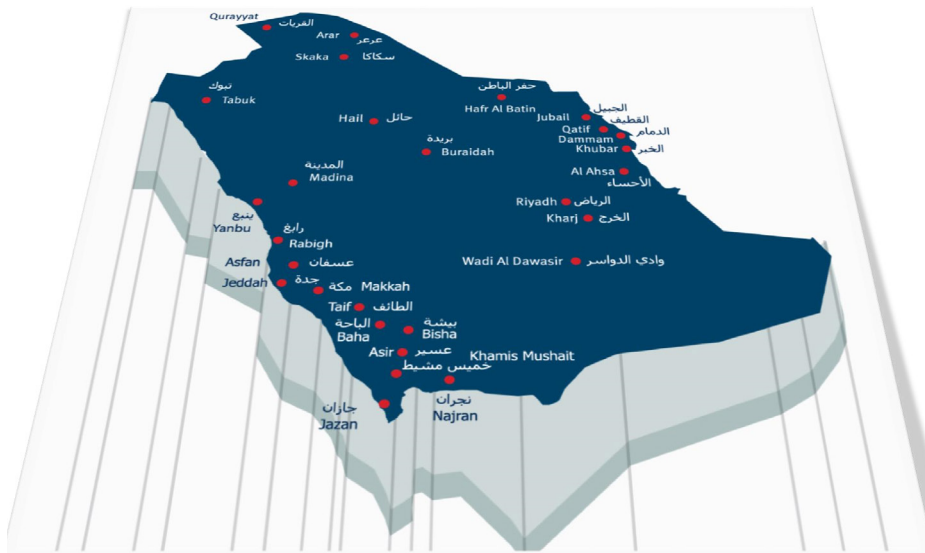 Qurayyat القريات
Arar عرعر
Skaka سكاكا
تبوك
Tabuk
حفر الباطن
Hafr Al Batin
الجبيل
Jubail
القطيف
Qatif
الدمام
Dammam
Khubar الخبر
Hail حائل
بريدة
Buraidah
Al Ahsa
الأحساء
المدينة
Madina
Riyadh الرياض
Kharj الخرج
ينبع
Yanbu
رابغ
Rabigh
Asfan عسفان
Wadi Al Dawasir وادي الدواسر
Jeddah جدة
مكة Makkah
Taif الطائف
الباحة
Baha
بيشة
Bisha
Asir عسير
Khamis Mushait
خميس مشيط
جازان
Jazan
نجران
Najran